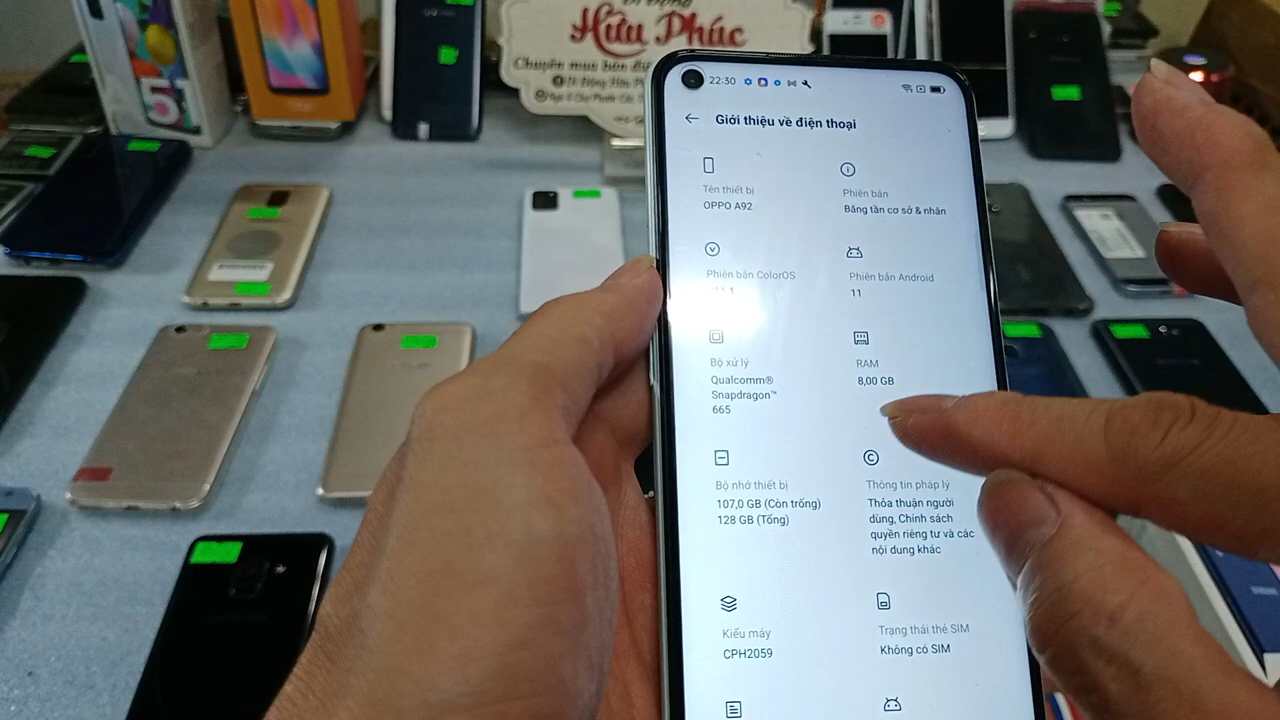 Hữu Phúc
22:30
Giới thiệu về điện thoại
Tên thiết bị
OPPO A92
Phiên bản
Băng tần cơ sở & nhân
Phiên bản ColorOS
Phiên bản Android
11
Bộ xử lý
Qualcomm®
Snapdragon™
665
RAM
8,00 GB
Bộ nhớ thiết bị
107,0 GB (Còn trống)
128 GB (Tổng)
Thông tin pháp lý
Thỏa thuận người
dùng, Chính sách
quyền riêng tư và các
nội dung khác
Kiểu máy
CPH2059
Trạng thái thẻ SIM
Không có SIM